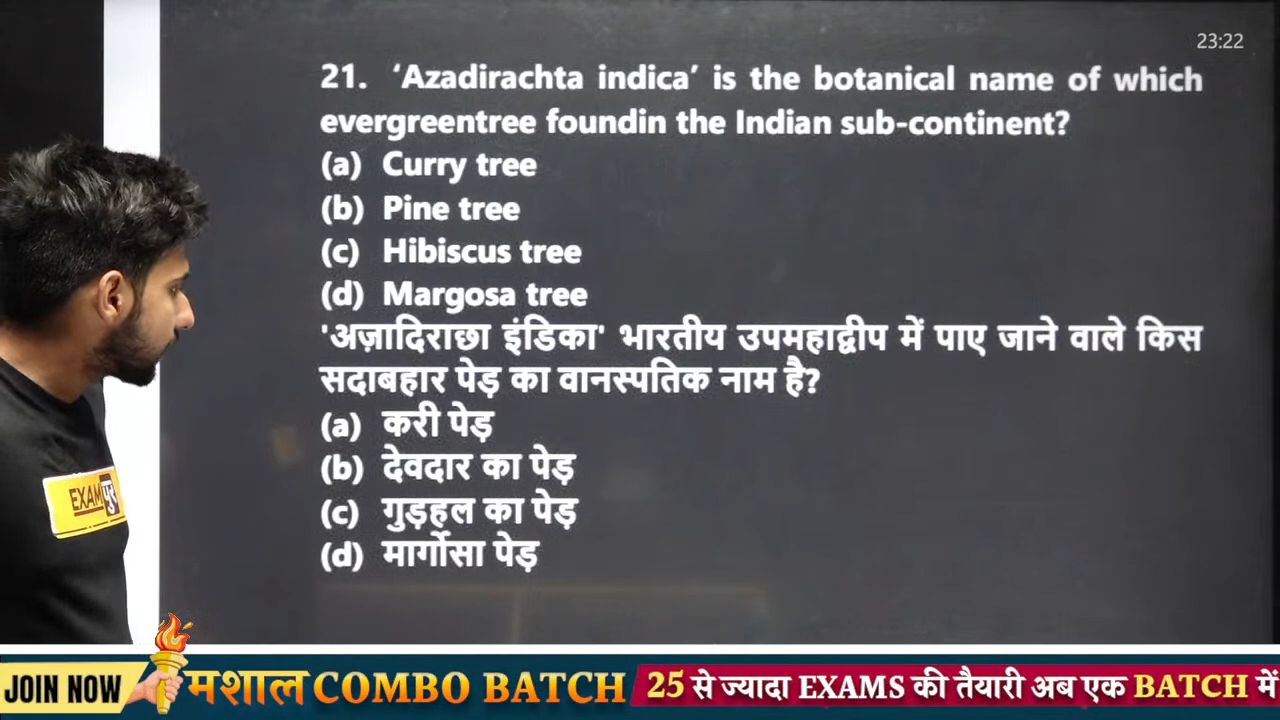 23:22
21. ‘Azadirachta indica’ is the botanical name of which
evergreentree foundin the Indian sub-continent?
(a) Curry tree
(b) Pine tree
(c) Hibiscus tree
(d) Margosa tree
'अज़ादिराछा इंडिका' भारतीय उपमहाद्वीप में पाए जाने वाले किस
सदाबहार पेड़ का वानस्पतिक नाम है?
(a) करी पेड़
(b) देवदार का पेड़
(c) गुड़हल का पेड़
(d) मार्गोसा पेड़
EXAM पुर
JOIN NOW मशाल COMBO BATCH 25 से ज्यादा EXAMS की तैयारी अब एक BATCH में